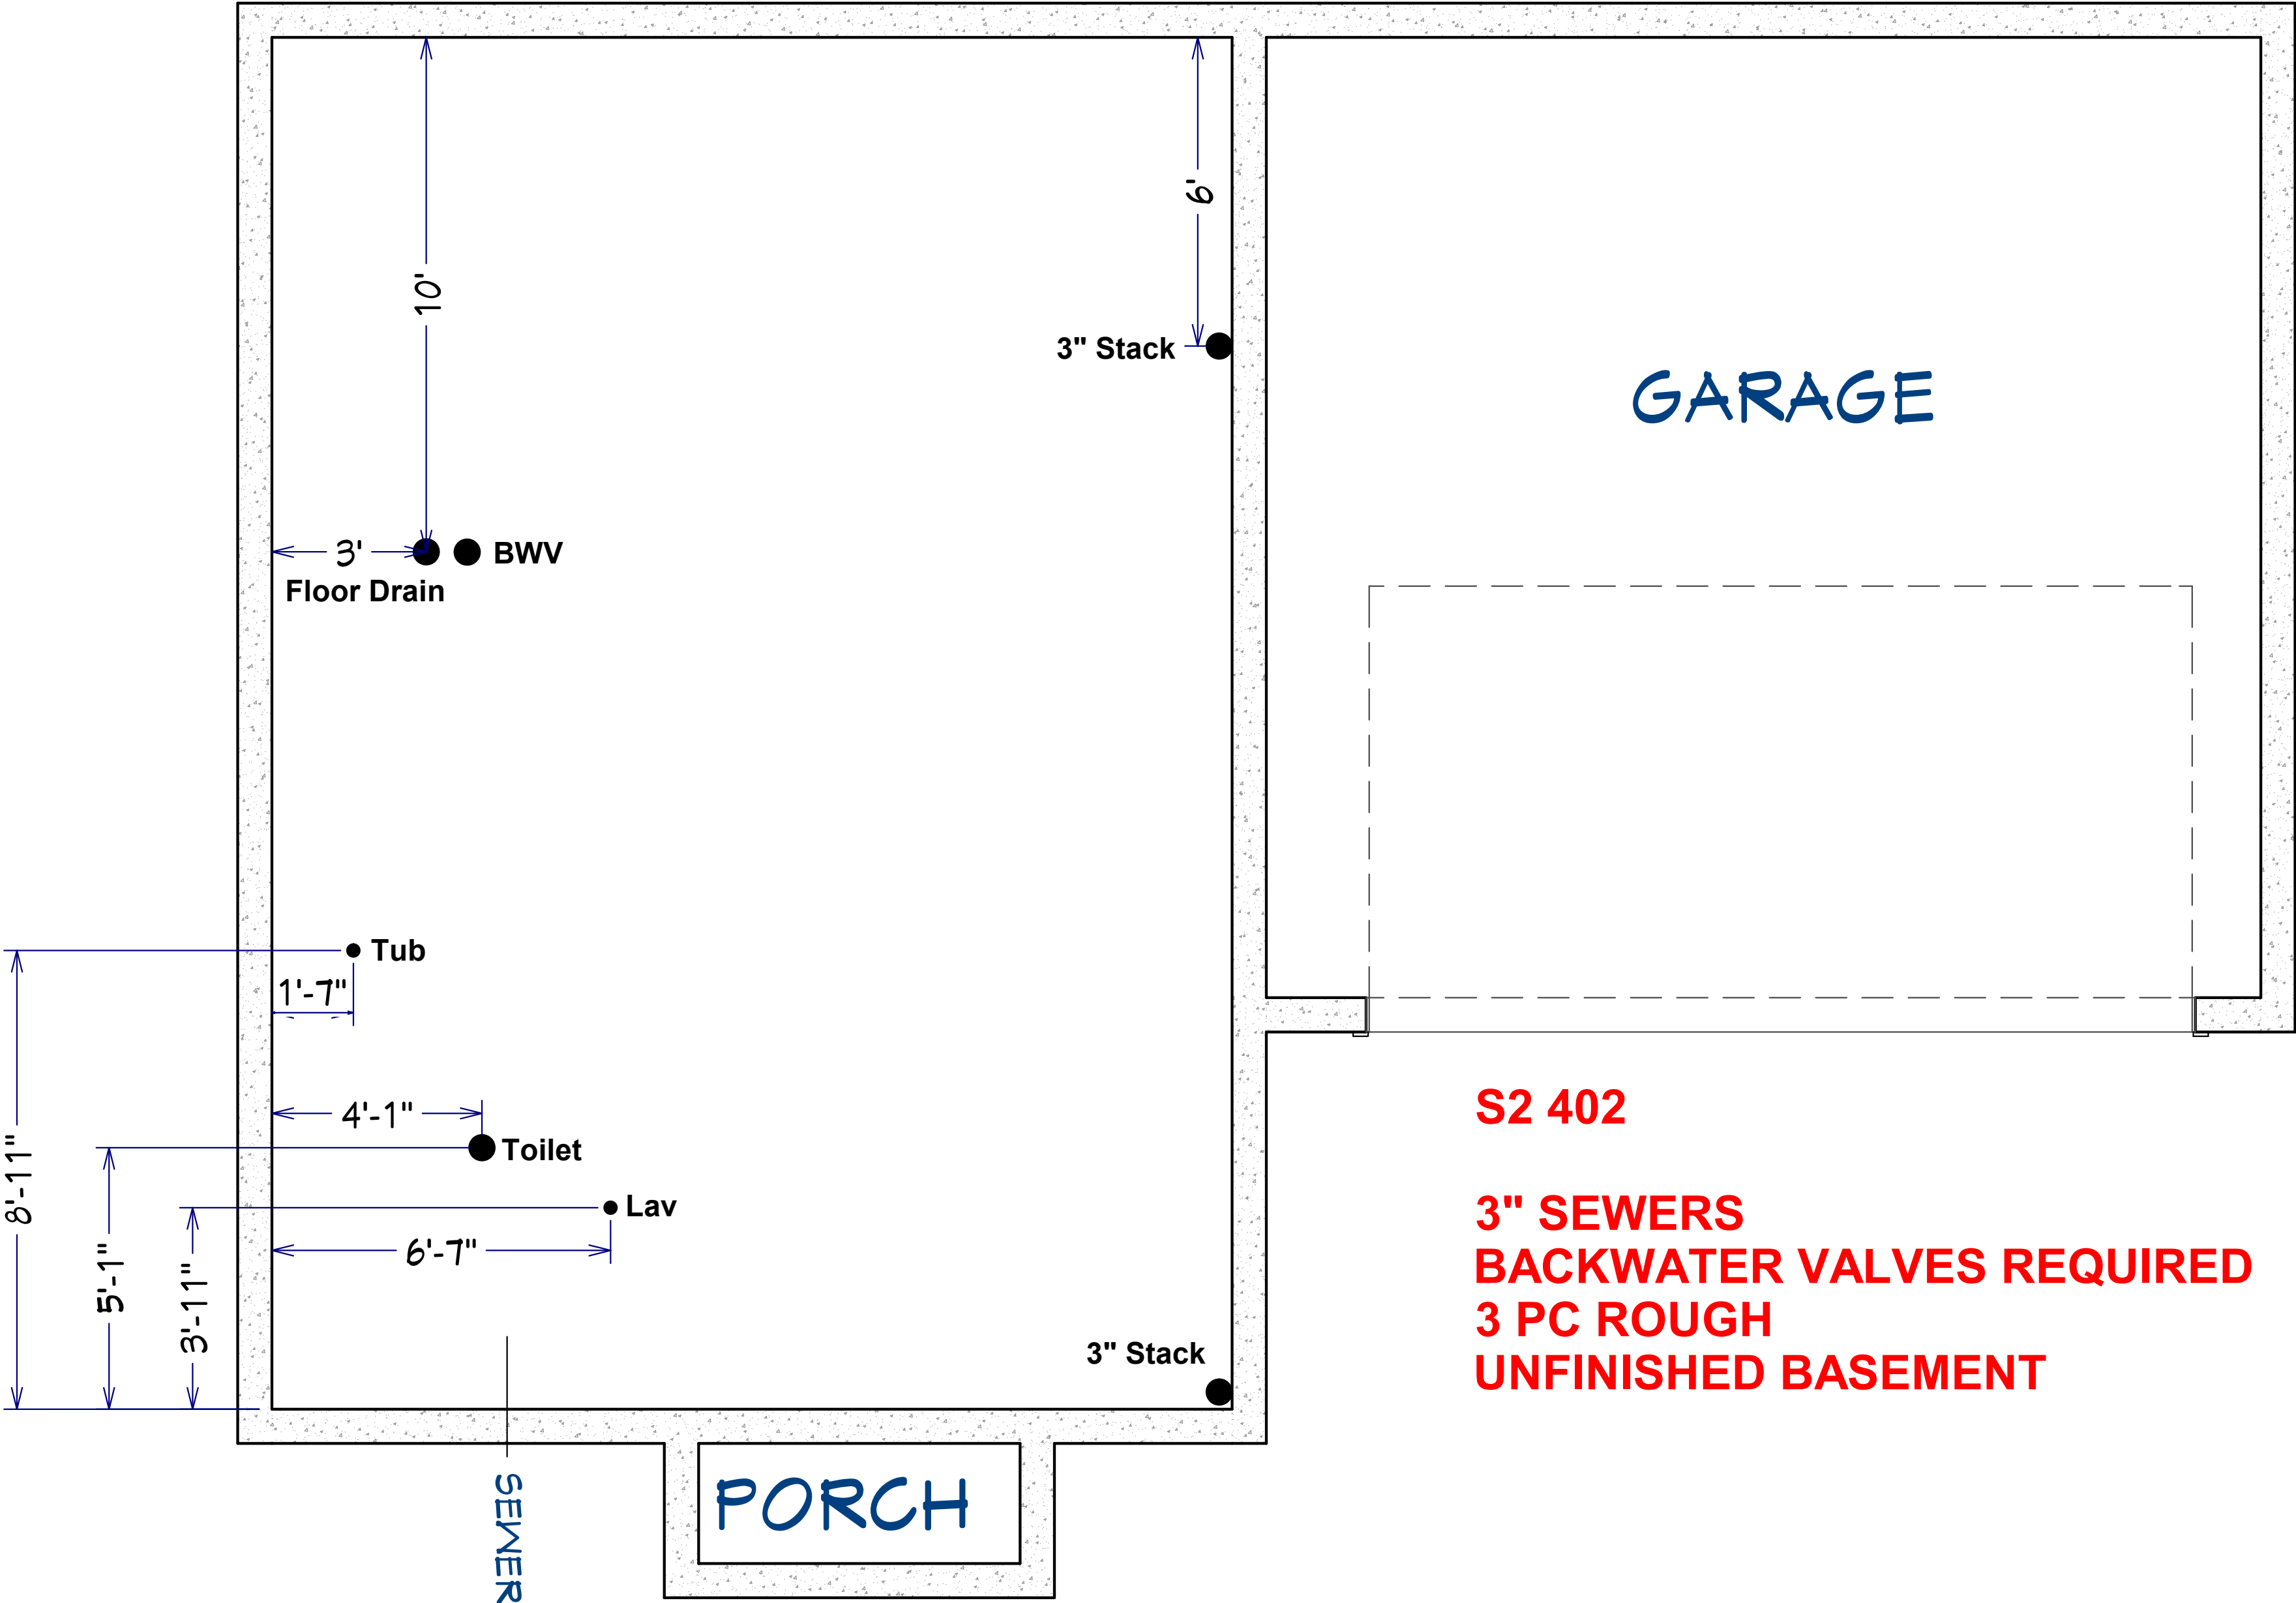 6'
10'
3" Stack
GARAGE
3'
BWV
Floor Drain
Tub
1'-7"
4'-1"
Toilet
8'-11"
5'-1"
3'-11"
Lav
6'-7"
3" Stack
S2 402
3" SEWERS
BACKWATER VALVES REQUIRED
3 PC ROUGH
UNFINISHED BASEMENT
PORCH
SEWER